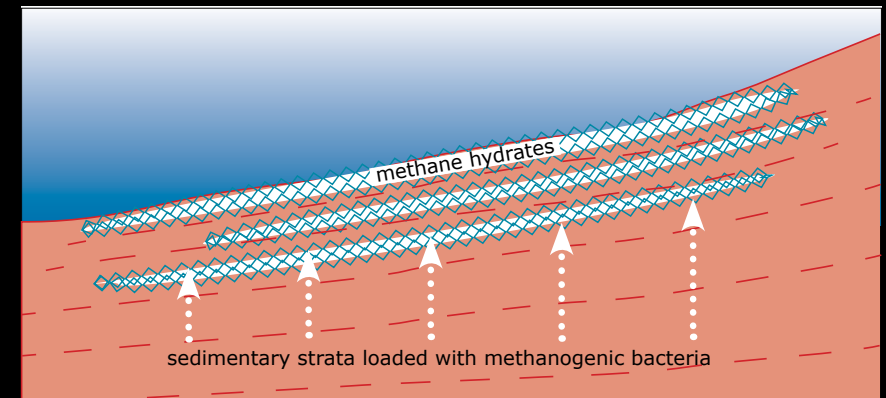 methane hydrates
sedimentary strata loaded with methanogenic bacteria